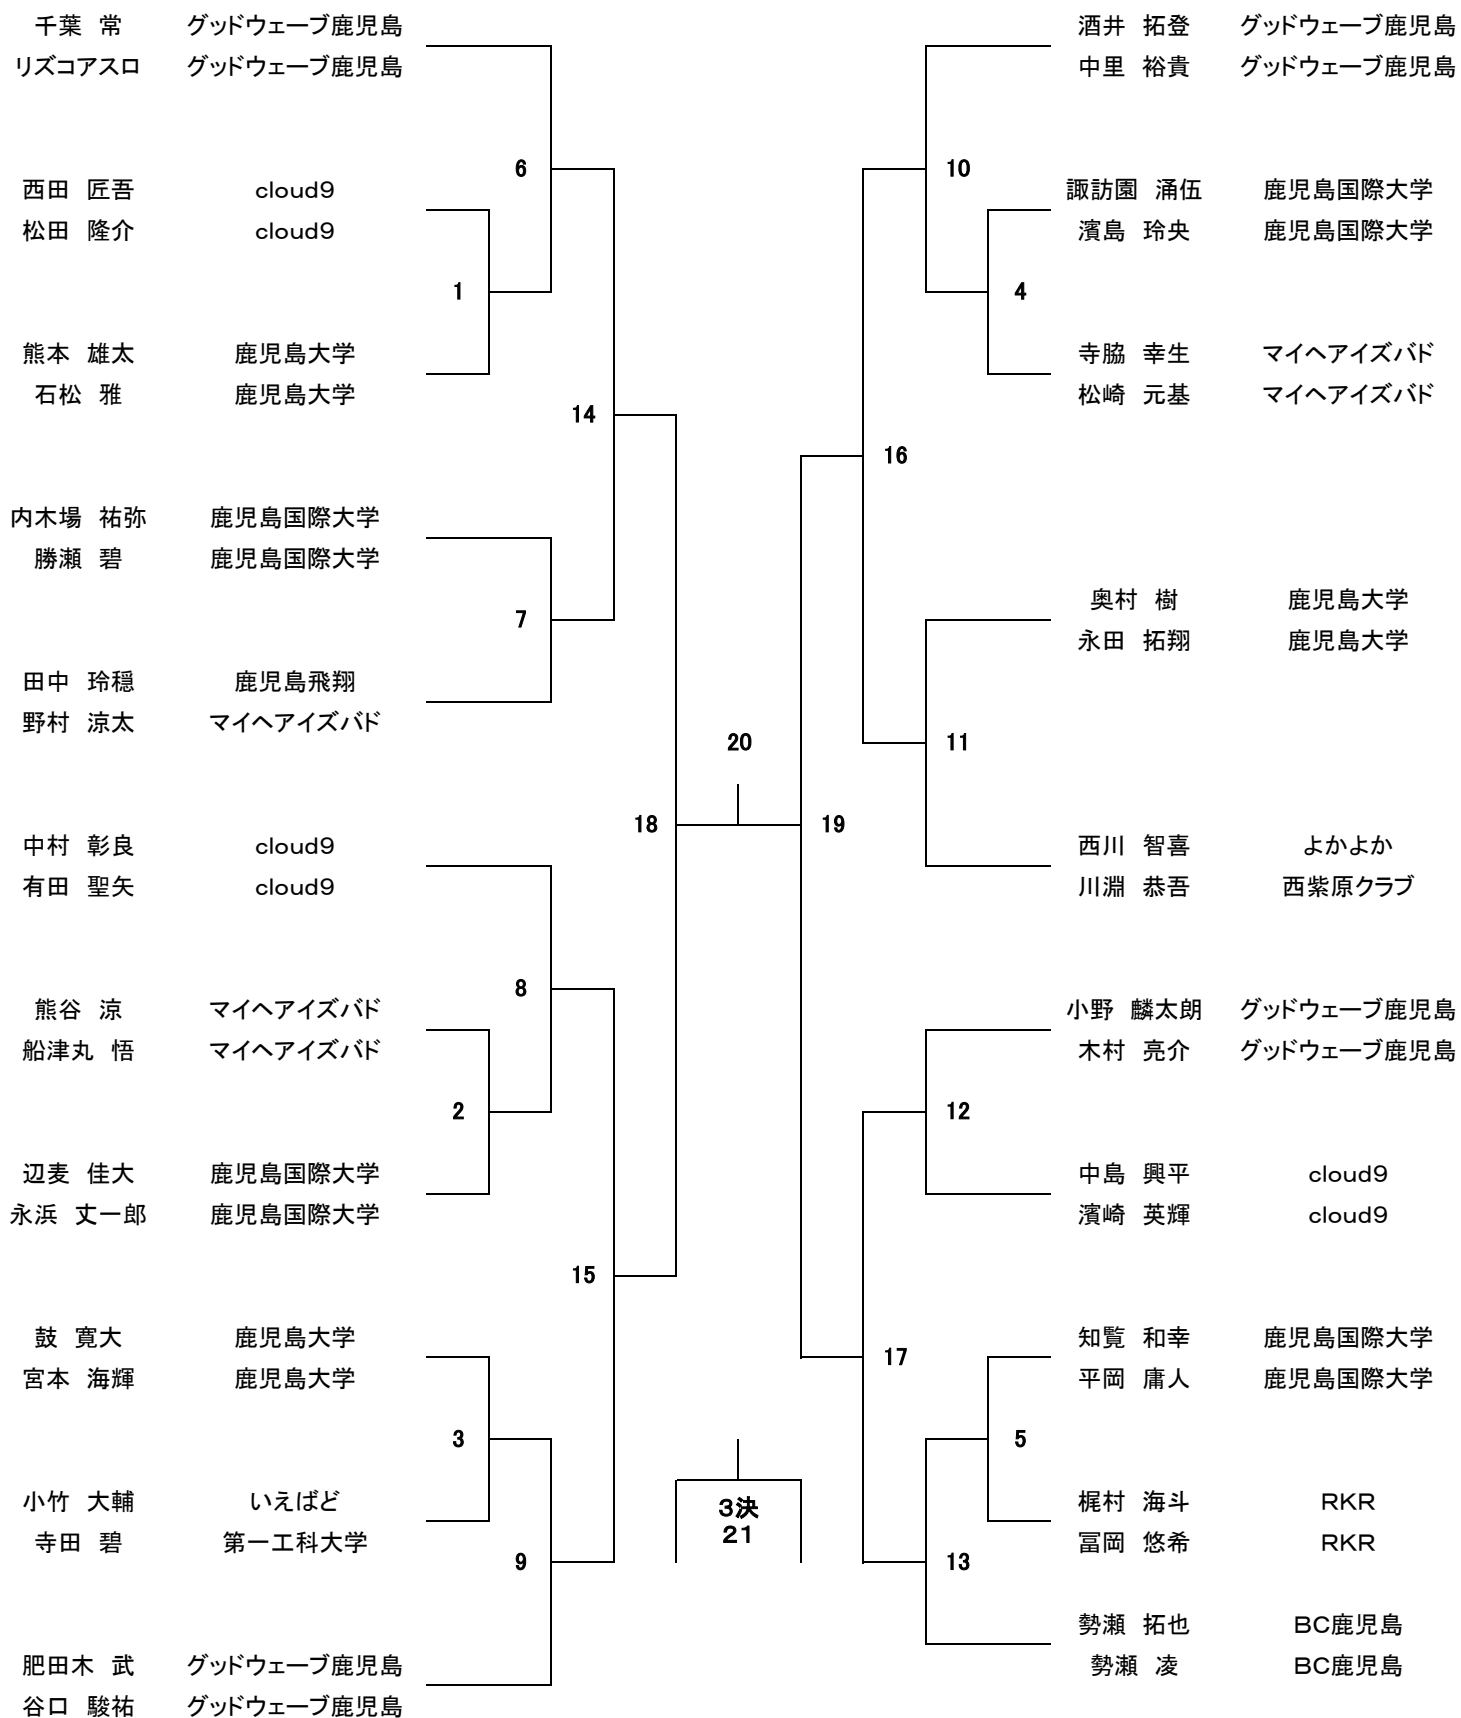 千葉　常　グッドウェーブ鹿児島
リズコアスロ　グッドウェーブ鹿児島
6
西田　匠吾　cloud9
松田　隆介　cloud9
1
熊本　雄太　鹿児島大学
石松　雅　鹿児島大学
14
内木場　祐弥　鹿児島国際大学
勝瀬　碧　鹿児島国際大学
7
田中　玲穏　鹿児島飛翔
野村　涼太　マイヘアイズバド
18
中村　彰良　cloud9
有田　聖矢　cloud9
8
熊谷　涼　マイヘアイズバド
船津丸　悟　マイヘアイズバド
2
辺麦　佳大　鹿児島国際大学
永浜　丈一郎　鹿児島国際大学
15
鼓　寛大　鹿児島大学
宮本　海輝　鹿児島大学
3
小竹　大輔　いえばど
寺田　碧　第一工科大学
9
肥田木　武　グッドウェーブ鹿児島
谷口　駿祐　グッドウェーブ鹿児島
20
3決
21
酒井　拓登　グッドウェーブ鹿児島
中里　裕貴　グッドウェーブ鹿児島
10
諏訪園　涌伍　鹿児島国際大学
濱島　玲央　鹿児島国際大学
4
寺脇　幸生　マイヘアイズバド
松崎　元基　マイヘアイズバド
16
奥村　樹　鹿児島大学
永田　拓翔　鹿児島大学
11
19
西川　智喜　よかよか
川淵　恭吾　西紫原クラブ
小野　麟太朗　グッドウェーブ鹿児島
木村　亮介　グッドウェーブ鹿児島
12
中島　興平　cloud9
濱崎　英輝　cloud9
17
知覧　和幸　鹿児島国際大学
平岡　庸人　鹿児島国際大学
5
梶村　海斗　RKR
冨岡　悠希　RKR
13
勢瀬　拓也　BC鹿児島
勢瀬　凌　BC鹿児島